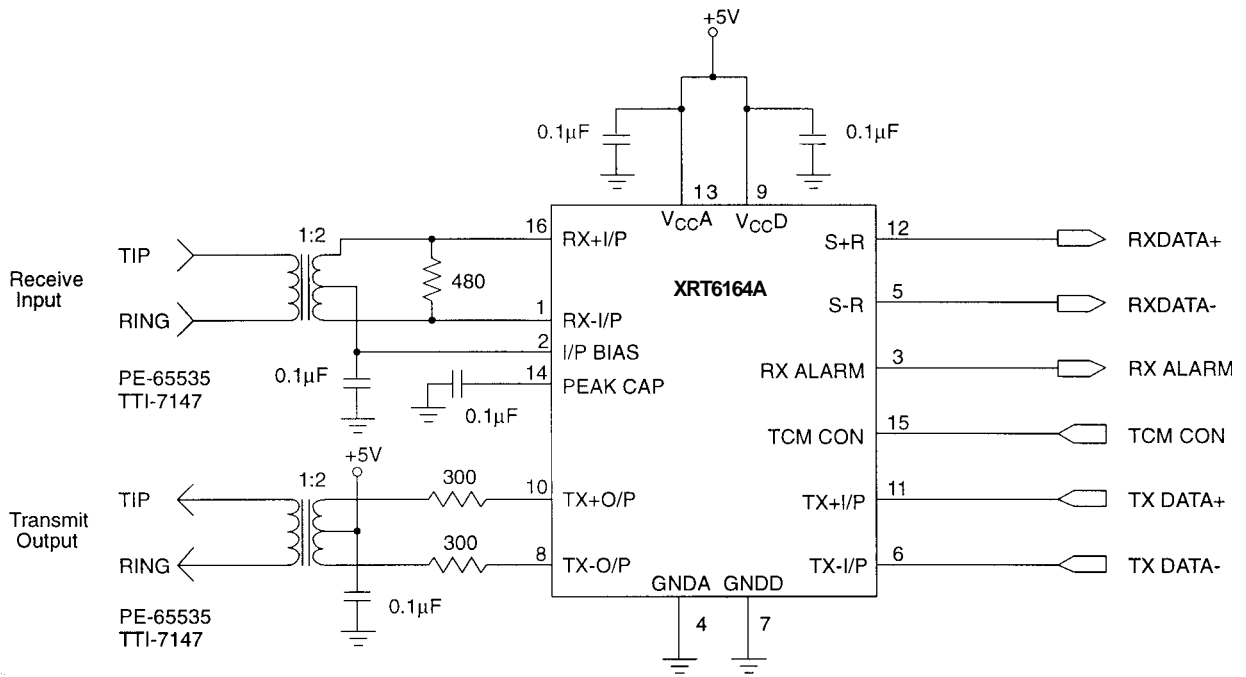 +5V
0.1µF
0.1µF
13
9
VCCA
VCCD
16
RX+I/P
S+R
12
RXDATA+
1:2
TIP
Receive
Input
480
XRT6164A
RING
1
RX-I/P
S-R
5
RXDATA-
2
I/P BIAS
PE-65535
TTI-7147
0.1µF
14
PEAK CAP
0.1µF
RX ALARM
3
RX ALARM
TCM CON
15
TCM CON
+5V
1:2
TIP
Transmit
Output
300
10
TX+O/P
TX+I/P
11
TX DATA+
RING
300
8
TX-O/P
TX-I/P
6
TX DATA-
PE-65535
TTI-7147
0.1µF
GNDA
GNDD
4
7